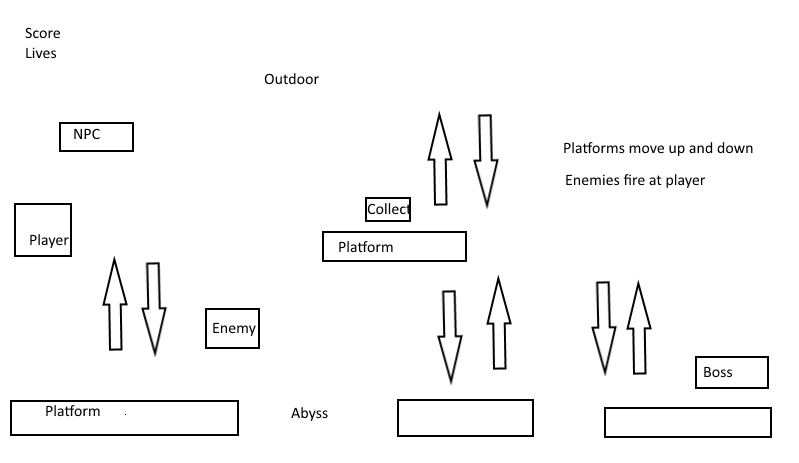 Score
Lives
Outdoor
NPC
Platforms move up and down
Enemies fire at player
Collect
Player
Platform
Enemy
Boss
Platform
Abyss